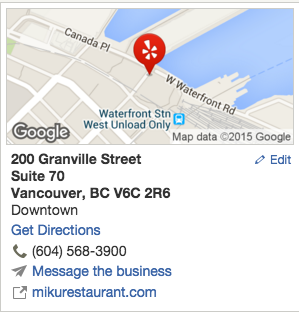 Canada Pl
W Waterfront Rd
Waterfront Stn
West Unload Only
Google
Map data ©2015 Google
200 Granville Street
Edit
Suite 70
Vancouver, BC V6C 2R6
Downtown
Get Directions
(604) 568-3900
Message the business
mikurestaurant.com